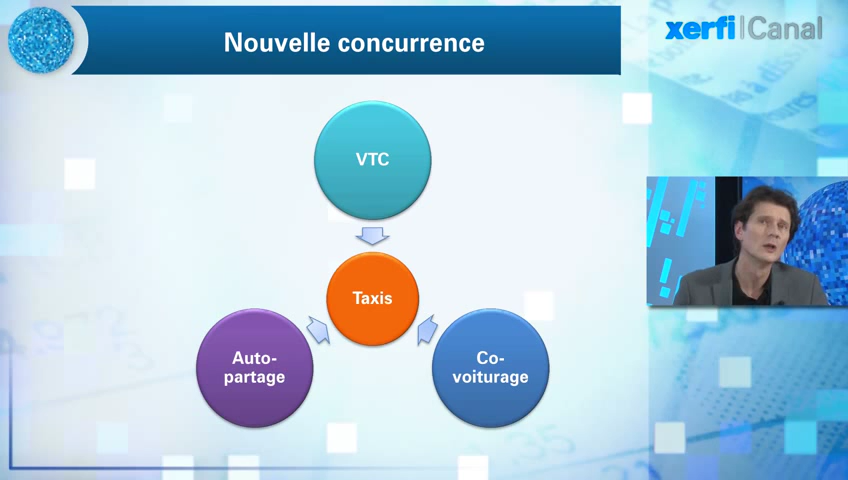 Nouvelle concurrence
xerfi|Canal
VTC
Taxis
Auto-
partage
Co-
voiturage